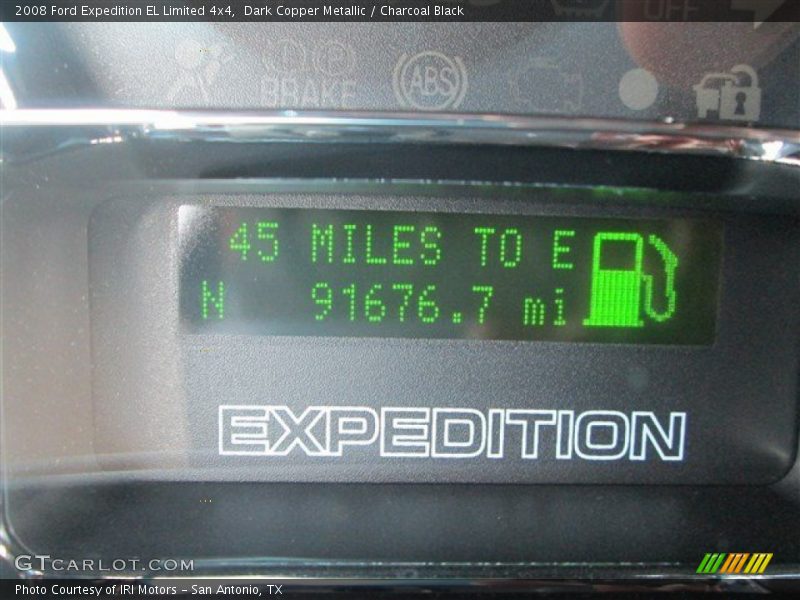 2008 Ford Expedition EL Limited 4x4, Dark Copper Metallic / Charcoal Black
OFF
BRAKE
ABS
45 MILES TO E
N 91676.7 mi
EXPEDITION
GTCARLOT.COM
Photo Courtesy of IRI Motors – San Antonio, TX